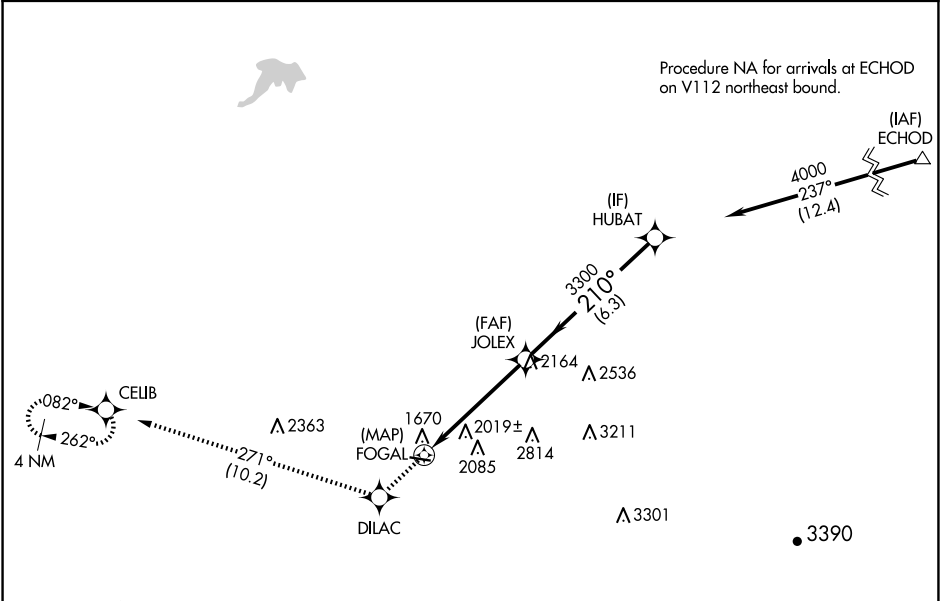 Procedure NA for arrivals at ECHOD
on V112 northeast bound.
(IAF)
ECHOD
4000
237°
(12.4)
(IF)
HUBAT
3300
210°
(6.3)
(FAF)
JOLEX
2164
2536
CELIB
082°
262°
4 NM
2363
1670
(MAP)
FOGAL
2019±
2085
2814
3211
271°
(10.2)
DILAC
3301
3390